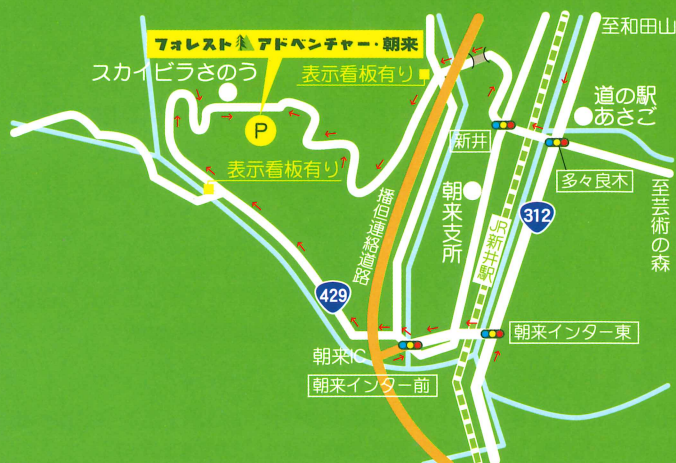 至和田山
フォレスト アドベンチャー・朝来
スカイビラさのう
表示看板有り
道の駅
あさご
P
新井
表示看板有り
多々良木
朝来支所
至芸術の森
播但連絡道路
312
JR新井駅
429
朝来インター東
朝来IC
朝来インター前